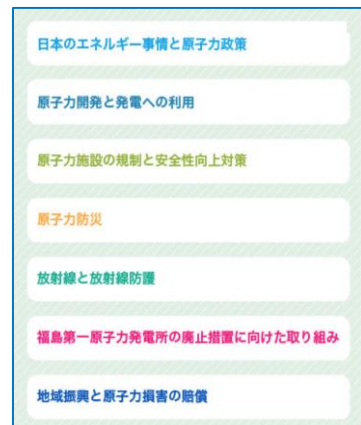 日本のエネルギー事情と原子力政策
原子力開発と発電への利用
原子力施設の規制と安全性向上対策
原子力防災
放射線と放射線防護
福島第一原子力発電所の廃止措置に向けた取り組み
地域振興と原子力損害の賠償